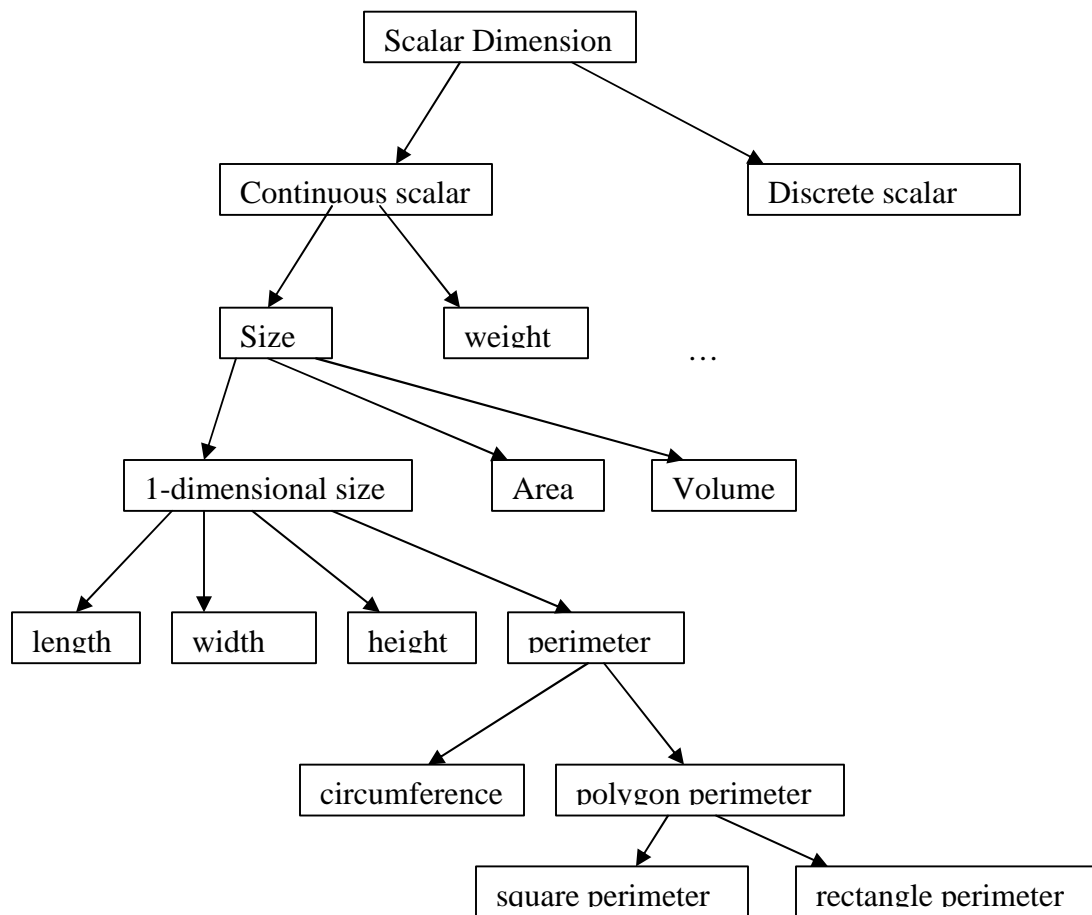 Scalar Dimension
Continuous scalar
Discrete scalar
Size
weight
…
1-dimensional size
Area
Volume
length
width
height
perimeter
circumference
polygon perimeter
square perimeter
rectangle perimeter